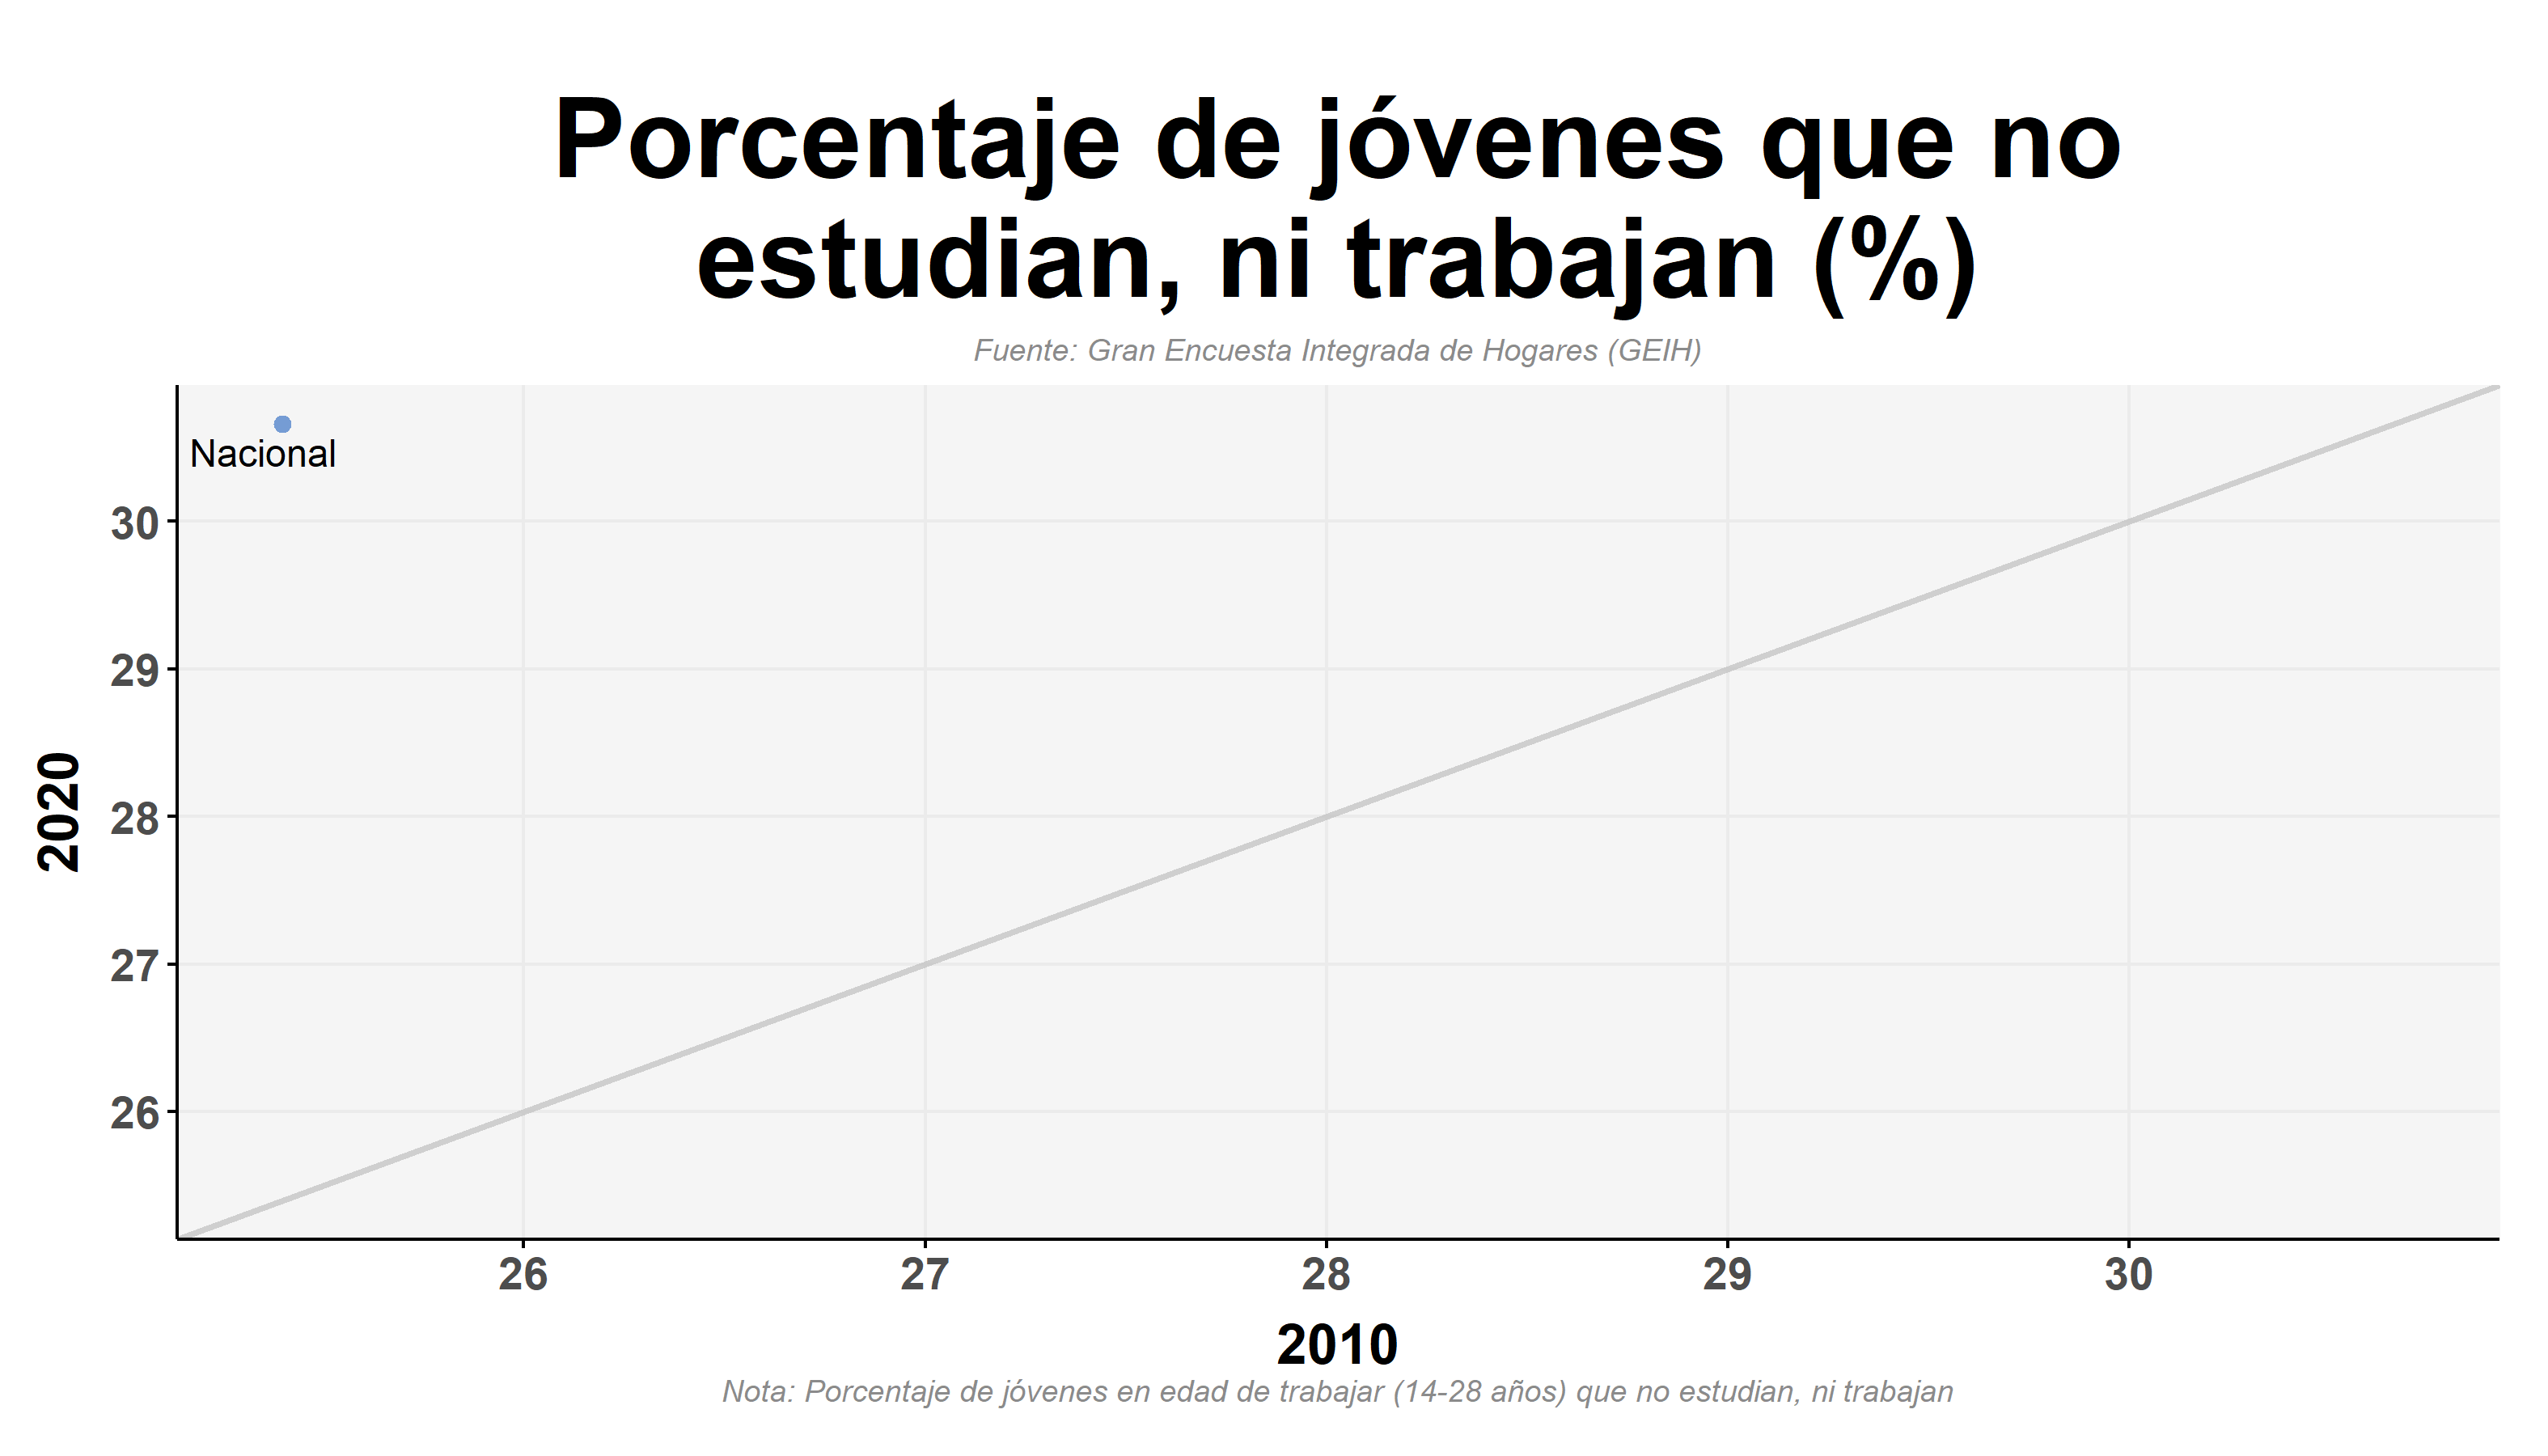 Porcentaje de jóvenes que no
estudian, ni trabajan (%)
Fuente: Gran Encuesta Integrada de Hogares (GEIH)
Nacional
30
29
28
27
26
2020
26 27 28 29 30
2010
Nota: Porcentaje de jóvenes en edad de trabajar (14-28 años) que no estudian, ni trabajan